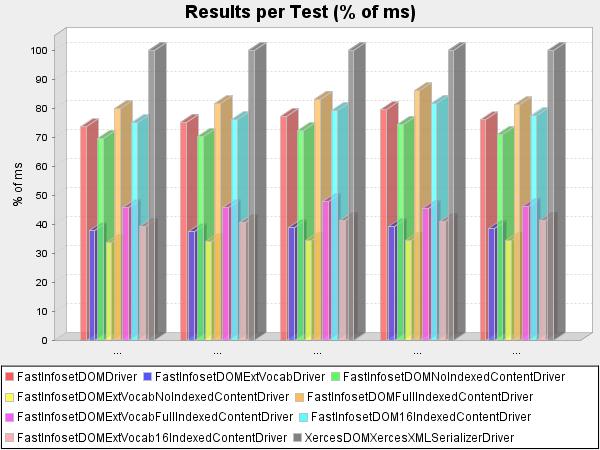 Results per Test (% of ms)
100
90
80
70
60
50
40
30
20
10
0
% of ms
... ... ... ... ...
FastInfosetDOMDriver FastInfosetDOMExtVocabDriver FastInfosetDOMNoIndexedContentDriver
FastInfosetDOMExtVocabNoIndexedContentDriver FastInfosetDOMFullIndexedContentDriver
FastInfosetDOMExtVocabFullIndexedContentDriver FastInfosetDOM16IndexedContentDriver
FastInfosetDOMExtVocab16IndexedContentDriver XercesDOMXercesXMLSerializerDriver